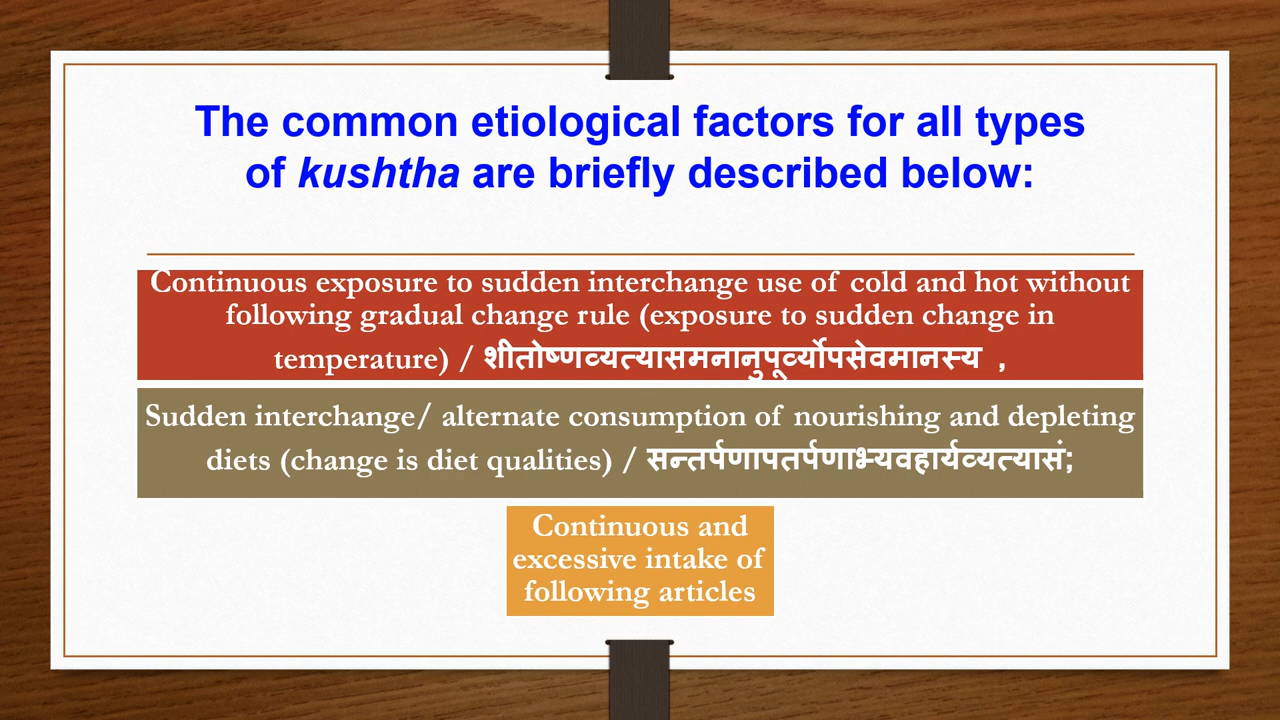 The common etiological factors for all types
of kushtha are briefly described below:
Continuous exposure to sudden interchange use of cold and hot without
following gradual change rule (exposure to sudden change in
temperature) / शीतोष्णव्यत्यासमनानुपूर्व्योपसेवमानस्य ,
Sudden interchange/ alternate consumption of nourishing and depleting
diets (change is diet qualities) / सन्तर्पणापतर्पणाभ्यवहार्यव्यत्यासं;
Continuous and
excessive intake of
following articles